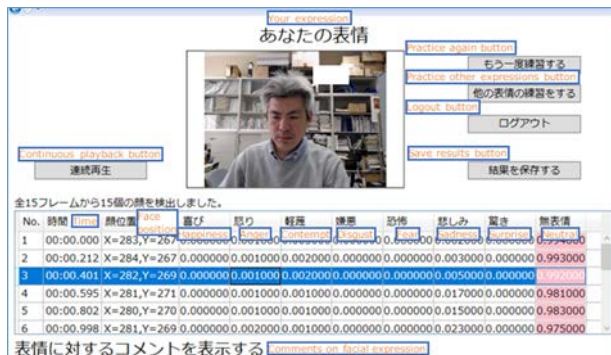 Your expression
あなたの表情
Practice again button
もう一度練習する
Practice other expressions button
他の表情の練習をする
Logout button
ログアウト
Continuous playback button
連続再生
Save results button
結果を保存する
全15フレームから15個の顔を検出しました。
No. 時間 Time 顔位置 Face position 喜び Happiness 怒り Anger 軽蔑 Contempt 嫌悪 Disgust 恐怖 Fear 悲しみ Sadness 驚き Surprise 無表情 Neutral
1 00:00.000 X=283,Y=267
2 00:00.212 X=284,Y=267 0.000000 0.001000 0.002000 0.000000 0.000000 0.003000 0.000000 0.993000
3 00:00.401 X=282,Y=269 0.000000 0.001000 0.002000 0.000000 0.000000 0.005000 0.000000 0.992000
4 00:00.595 X=281,Y=271 0.000000 0.001000 0.001000 0.000000 0.000000 0.017000 0.000000 0.981000
5 00:00.802 X=280,Y=270 0.000000 0.001000 0.001000 0.000000 0.000000 0.015000 0.000000 0.983000
6 00:00.998 X=281,Y=269 0.000000 0.002000 0.001000 0.000000 0.000000 0.023000 0.000000 0.975000
表情に対するコメントを表示する Comments on facial expression